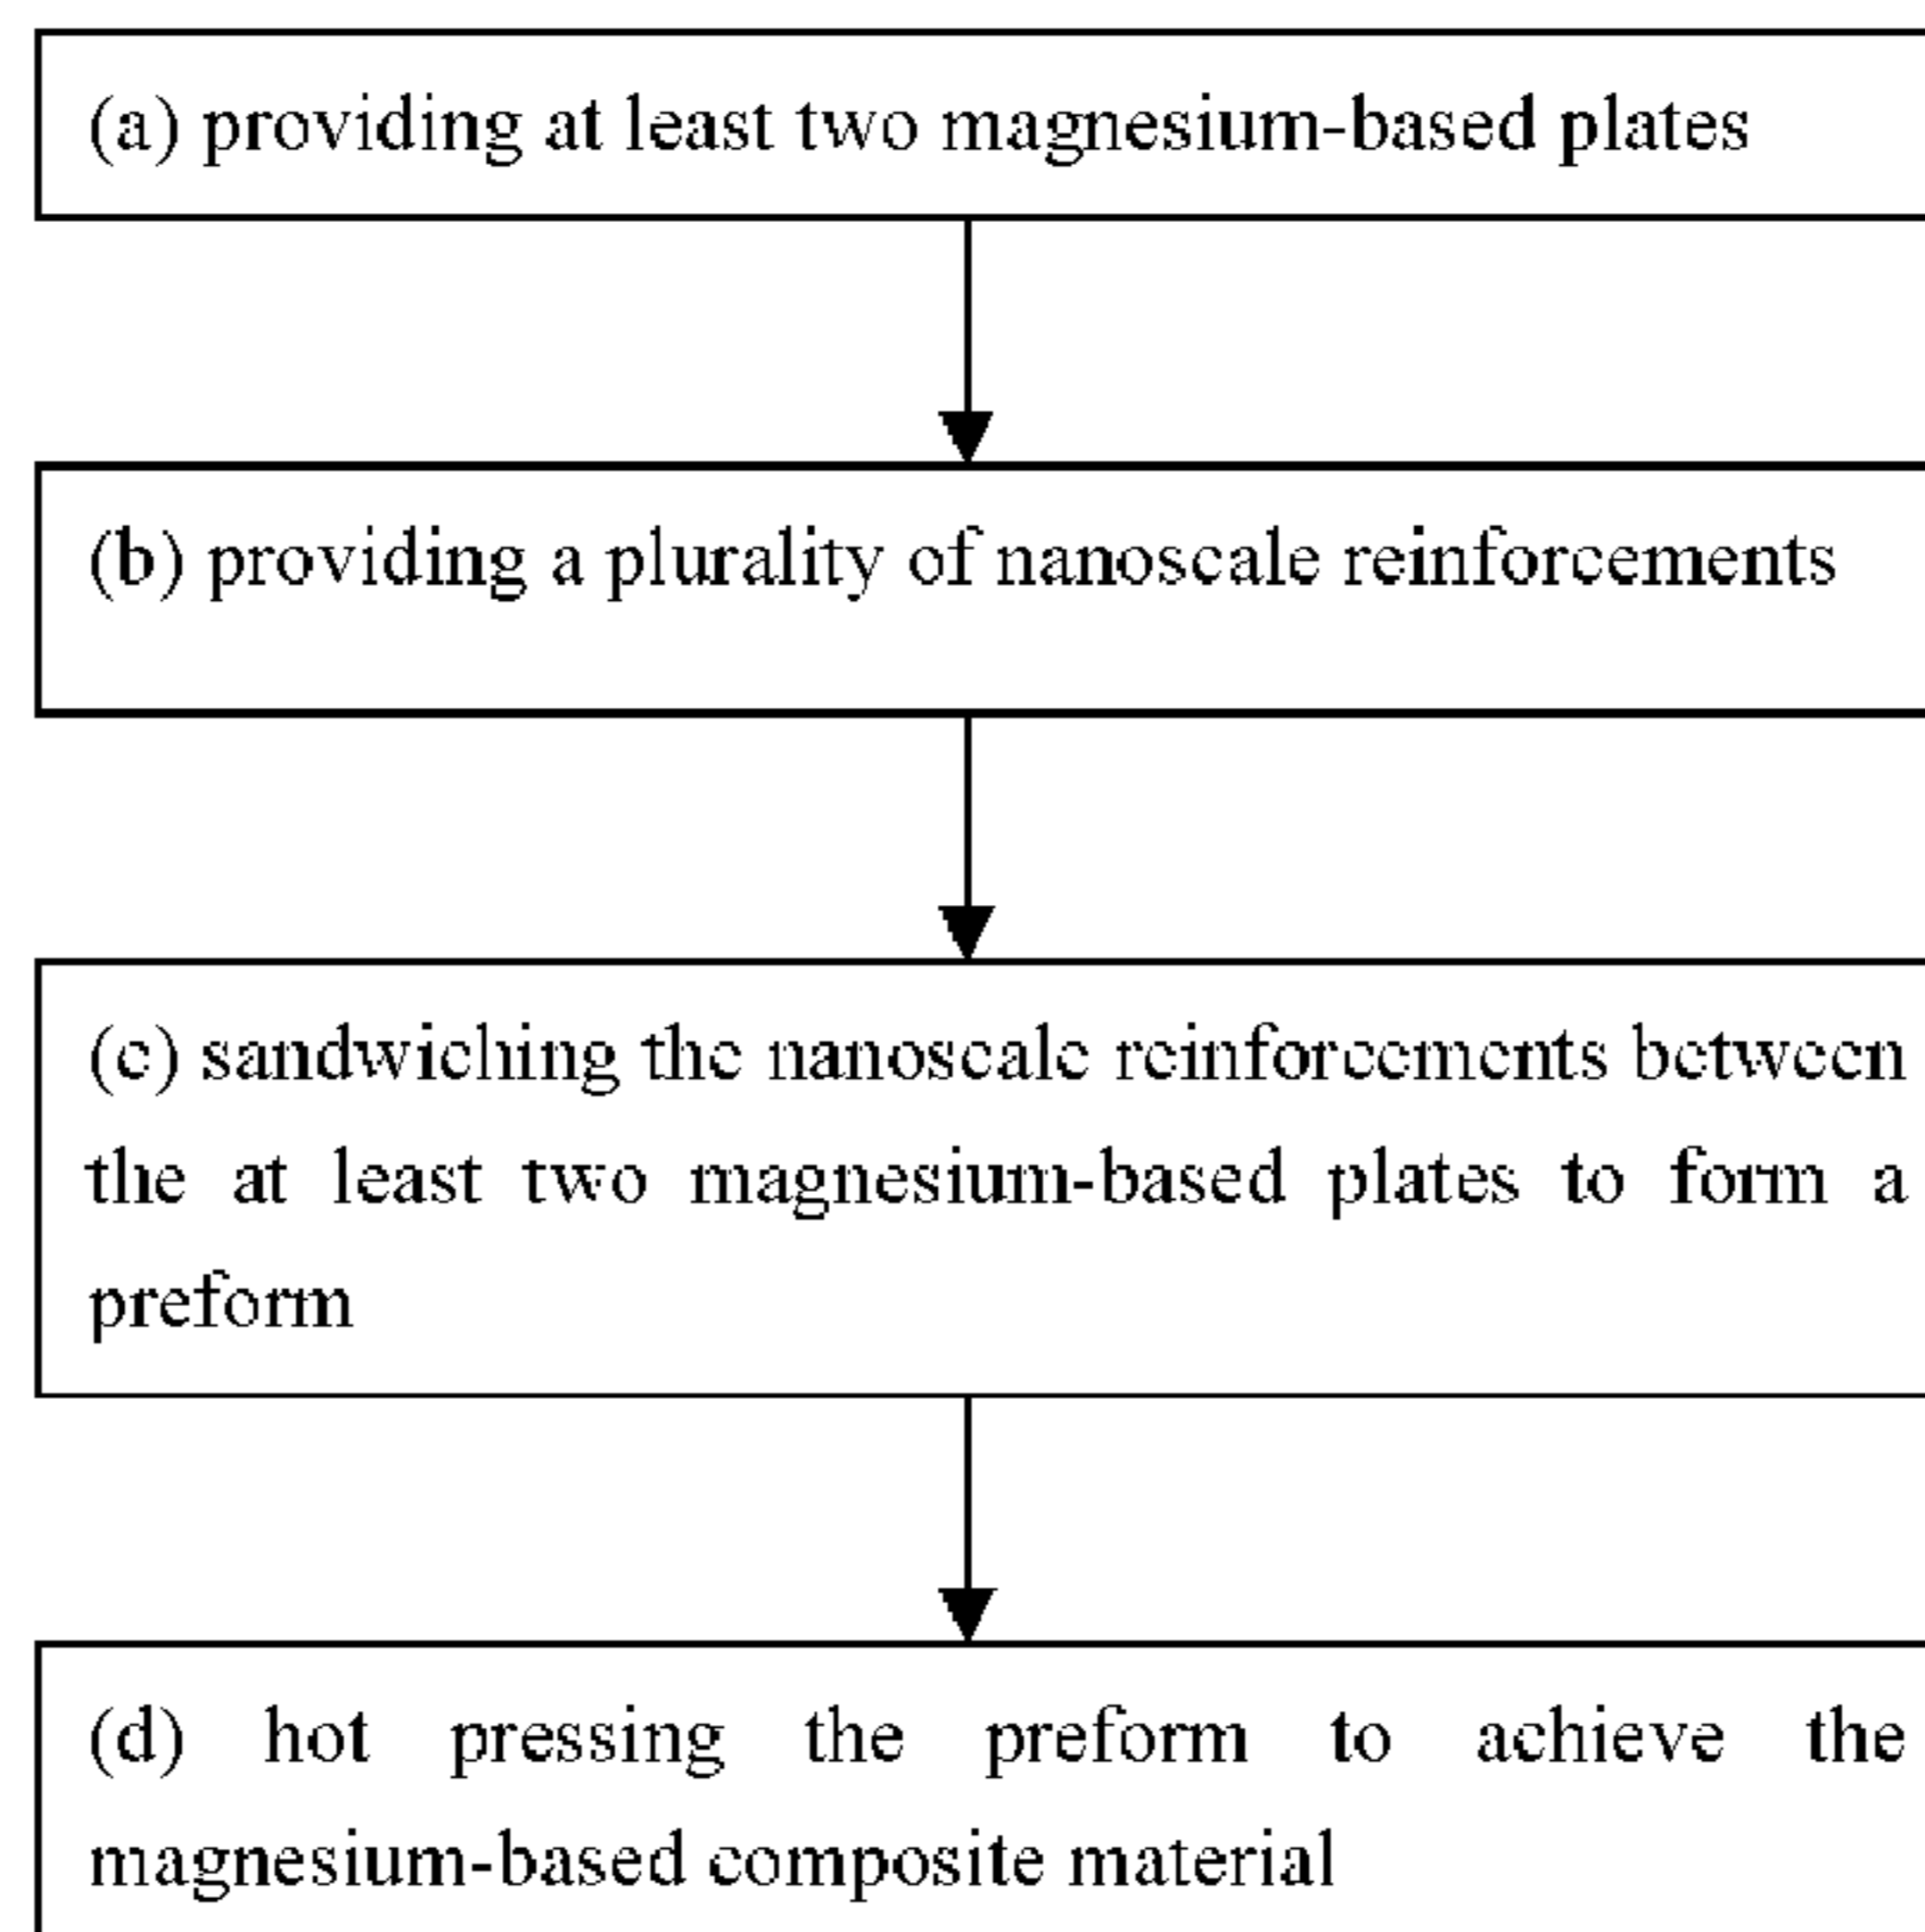 (a) providing at least two magnesium-based plates
(b) providing a plurality of nanoscale reinforcements
(c) sandwiching the nanoscale reinforcements between
the at least two magnesium-based plates to form a
preform
(d) hot pressing the preform to achieve the
magnesium-based composite material